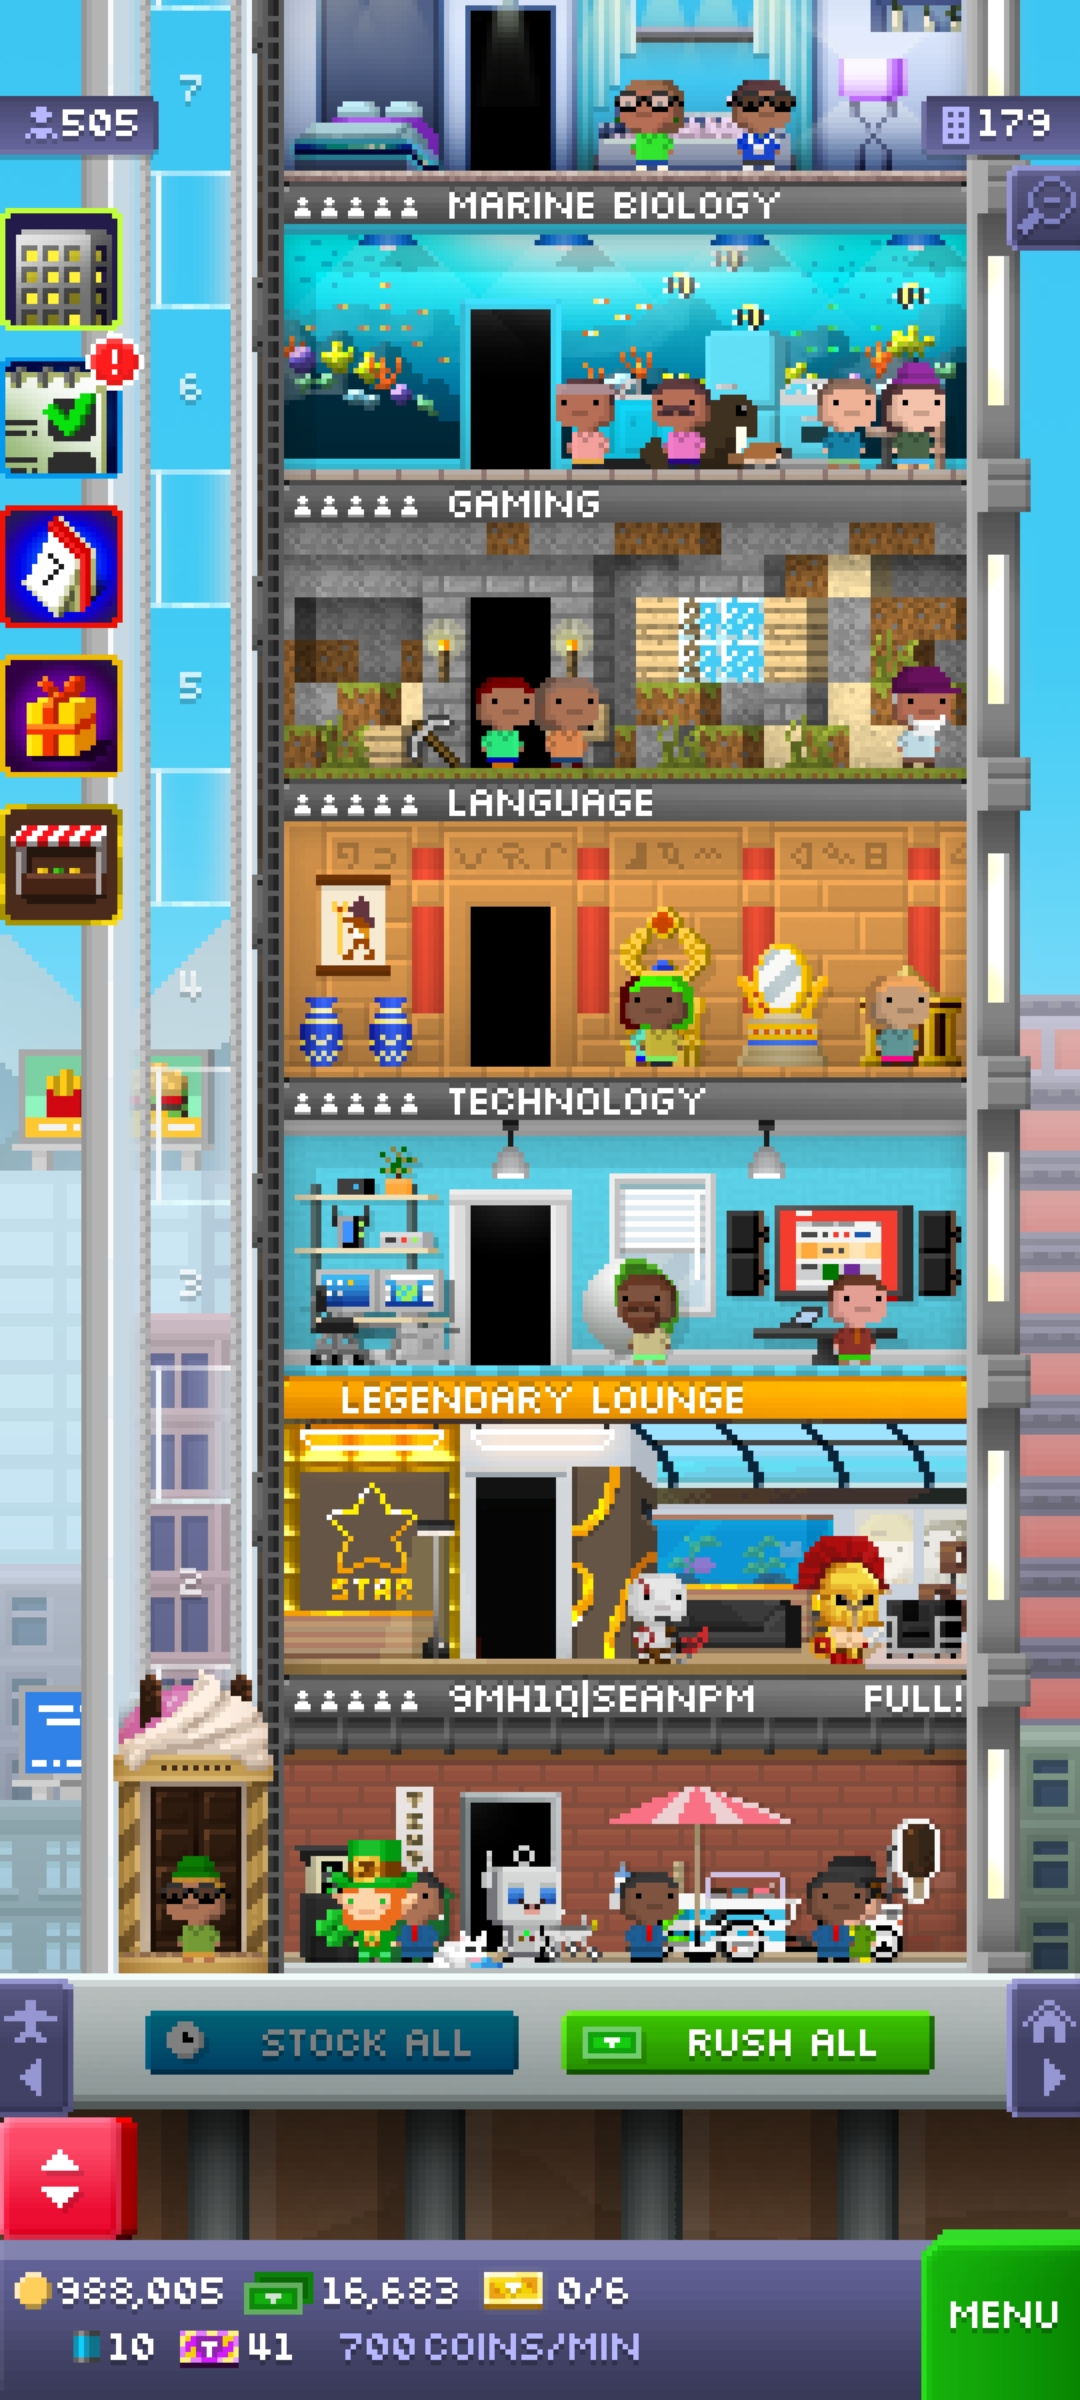 7
505
179
MARINE BIOLOGY
6
GAMING
5
LANGUAGE
4
TECHNOLOGY
3
LEGENDARY LOUNGE
STAR
2
9MH1Q|SEANPM FULL!
STOCK ALL
RUSH ALL
988,005 16,683 0/6
MENU
10 41 700 COINS/MIN